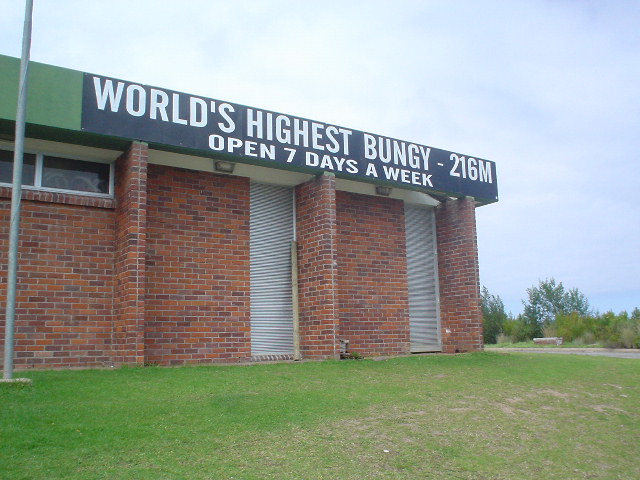 WORLD'S HIGHEST BUNGY - 216M
OPEN 7 DAYS A WEEK